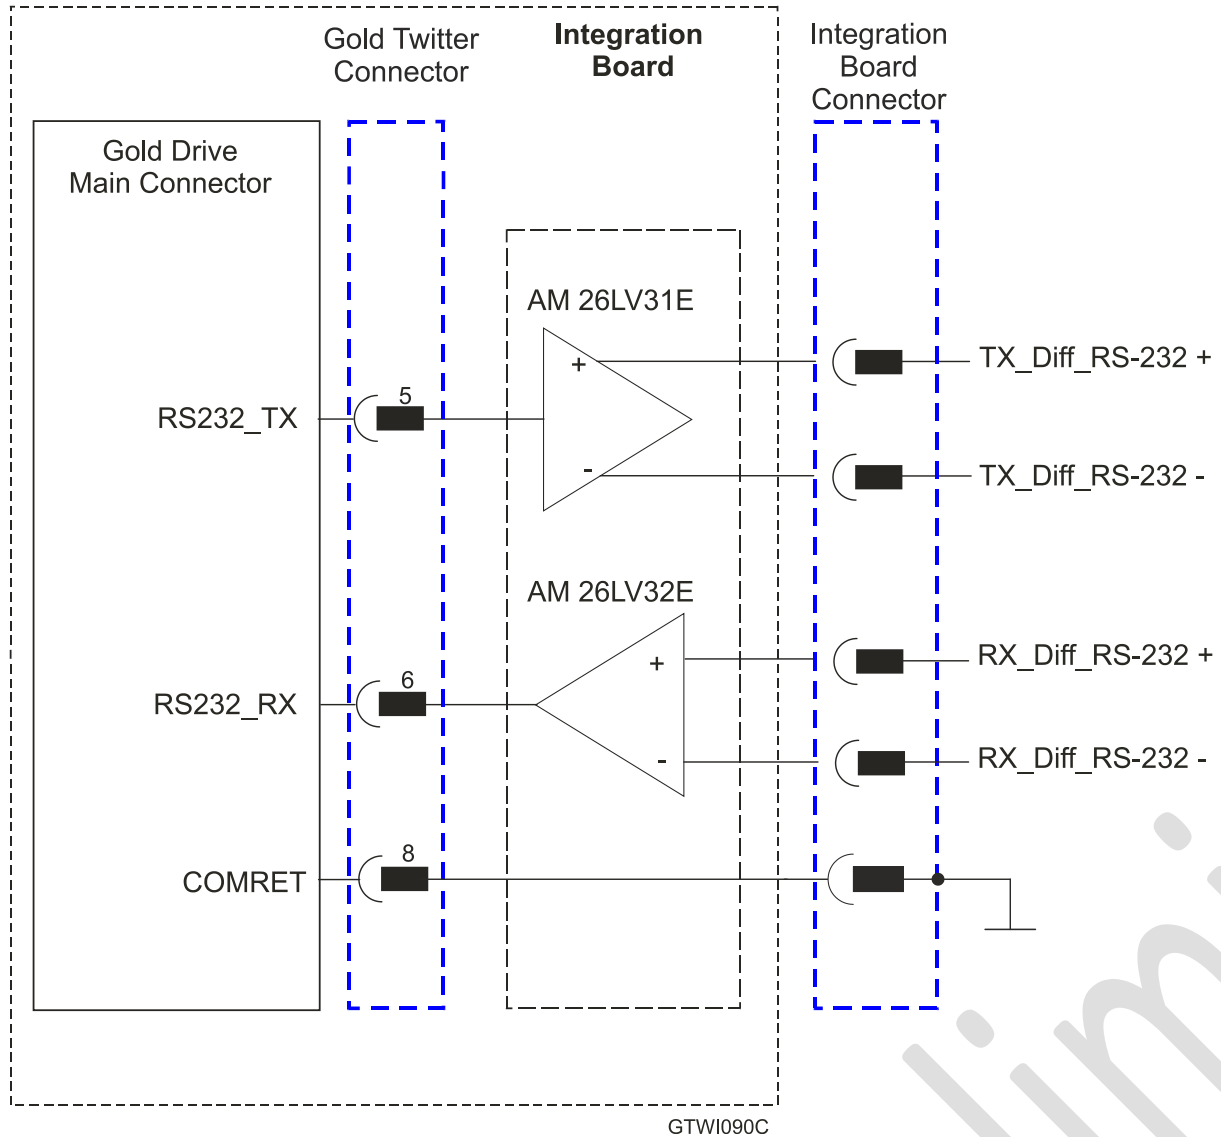 Gold Twitter
Connector
Integration
Board
Integration
Board
Connector
Gold Drive
Main Connector
AM 26LV31E
+
-
TX_Diff_RS-232 +
RS232_TX
5
TX_Diff_RS-232 -
AM 26LV32E
+
-
RX_Diff_RS-232 +
RS232_RX
6
RX_Diff_RS-232 -
COMRET
8
GTWI090C